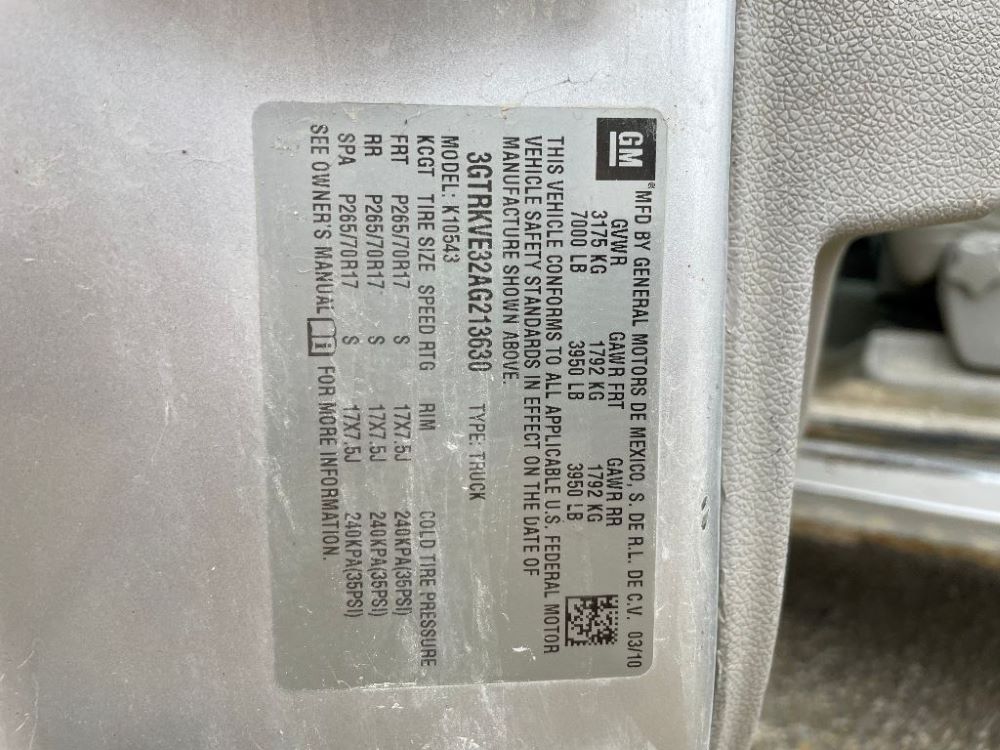 GM
® MFD BY GENERAL MOTORS DE MEXICO, S. DE R.L. DE C.V. 03/10
GVWR GAWR FRT GAWR RR
3175 KG 1792 KG 1792 KG
7000 LB 3950 LB 3950 LB
THIS VEHICLE CONFORMS TO ALL APPLICABLE U.S. FEDERAL MOTOR
VEHICLE SAFETY STANDARDS IN EFFECT ON THE DATE OF
MANUFACTURE SHOWN ABOVE.
3GTRKVE32AG213630 TYPE: TRUCK
MODEL: K10543
KCGT TIRE SIZE SPEED RTG RIM COLD TIRE PRESSURE
FRT P265/70R17 S 17X7.5J 240KPA(35PSI)
RR P265/70R17 S 17X7.5J 240KPA(35PSI)
SPA P265/70R17 S 17X7.5J 240KPA(35PSI)
SEE OWNER'S MANUAL i FOR MORE INFORMATION.